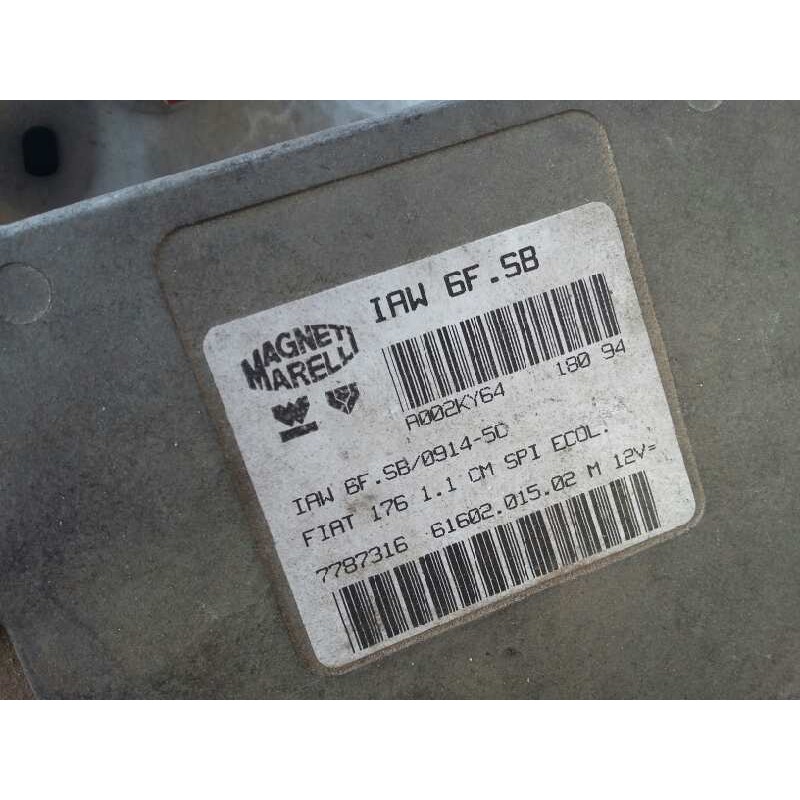 IAW 6F.SB
MAGNETI
MARELLI
A002KY64 180 94
IAW 6F.SB/0914-5D
FIAT 176 1.1 CM SPI ECOL.
7787316 61602.015.02 M 12V=